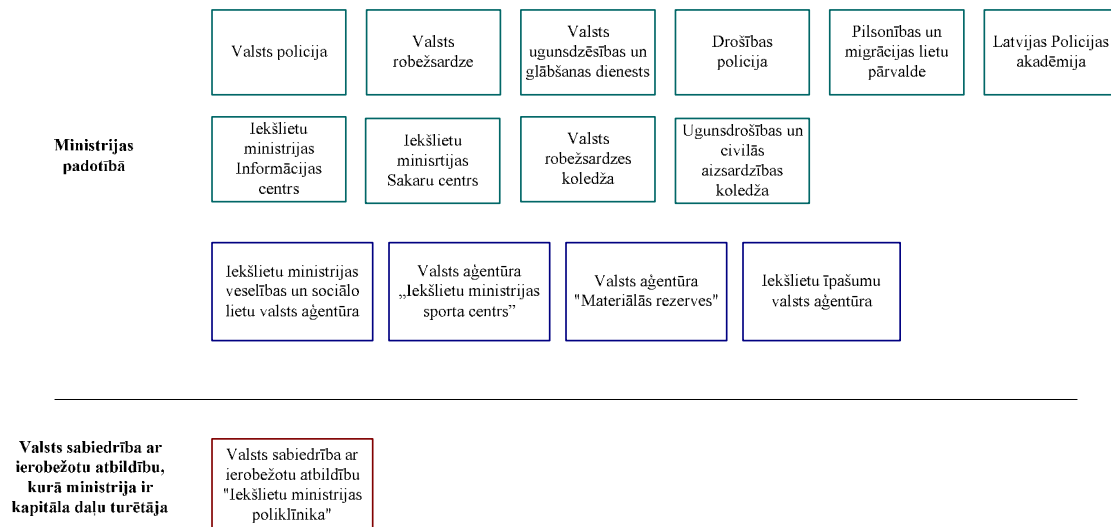 Valsts policija
Valsts
robežsardze
Valsts
ugunsdzēsības un
glābšanas dienests
Drošības
policija
Pilsonības un
migrācijas lietu
pārvalde
Latvijas Policijas
akadēmija
Ministrijas
padotībā
Iekšlietu
ministrijas
Informācijas
centrs
Iekšlietu
minisrtijas
Sakaru centrs
Valsts
robežsardzes
koledža
Ugunsdrošības un
civilās
aizsardzības
koledža
Iekšlietu ministrijas
veselības un sociālo
lietu valsts aģentūra
Valsts aģentūra
„Iekšlietu ministrijas
sporta centrs”
Valsts aģentūra
"Materiālās rezerves"
Iekšlietu īpašumu
valsts aģentūra
Valsts sabiedrība ar
ierobežotu atbildību,
kurā ministrija ir
kapitāla daļu turētāja
Valsts sabiedrība ar
ierobežotu atbildību
"Iekšlietu ministrijas
poliklīnika"